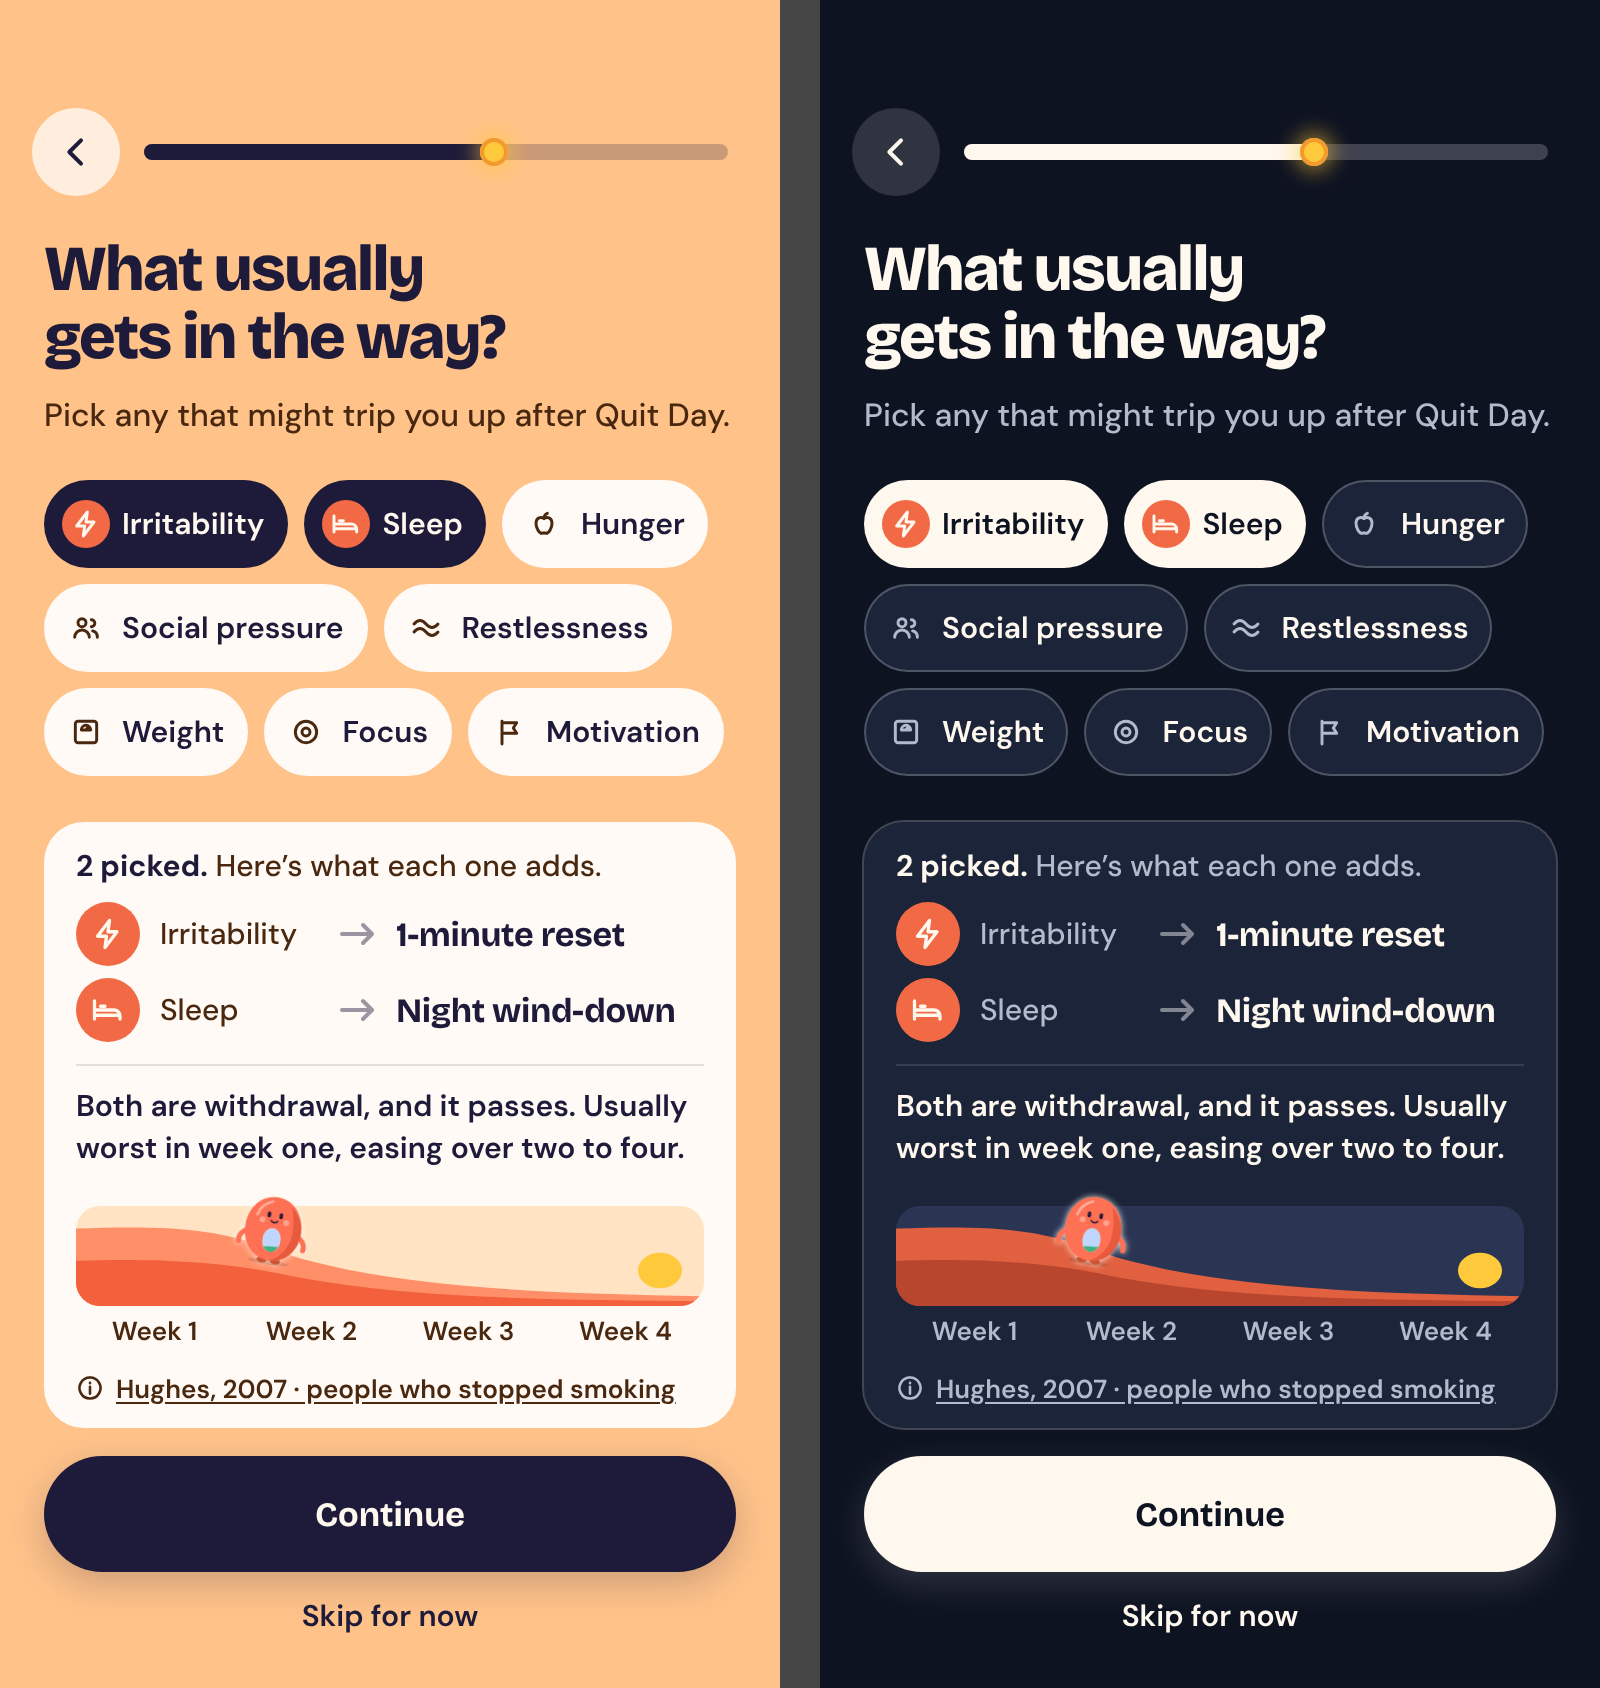 What usually
gets in the way?
Pick any that might trip you up after Quit Day.
Irritability
Sleep
Hunger
Social pressure
Restlessness
Weight
Focus
Motivation
2 picked. Here’s what each one adds.
Irritability → 1-minute reset
Sleep → Night wind-down
Both are withdrawal, and it passes. Usually
worst in week one, easing over two to four.
Week 1
Week 2
Week 3
Week 4
Hughes, 2007 · people who stopped smoking
Continue
Skip for now
What usually
gets in the way?
Pick any that might trip you up after Quit Day.
Irritability
Sleep
Hunger
Social pressure
Restlessness
Weight
Focus
Motivation
2 picked. Here’s what each one adds.
Irritability → 1-minute reset
Sleep → Night wind-down
Both are withdrawal, and it passes. Usually
worst in week one, easing over two to four.
Week 1
Week 2
Week 3
Week 4
Hughes, 2007 · people who stopped smoking
Continue
Skip for now